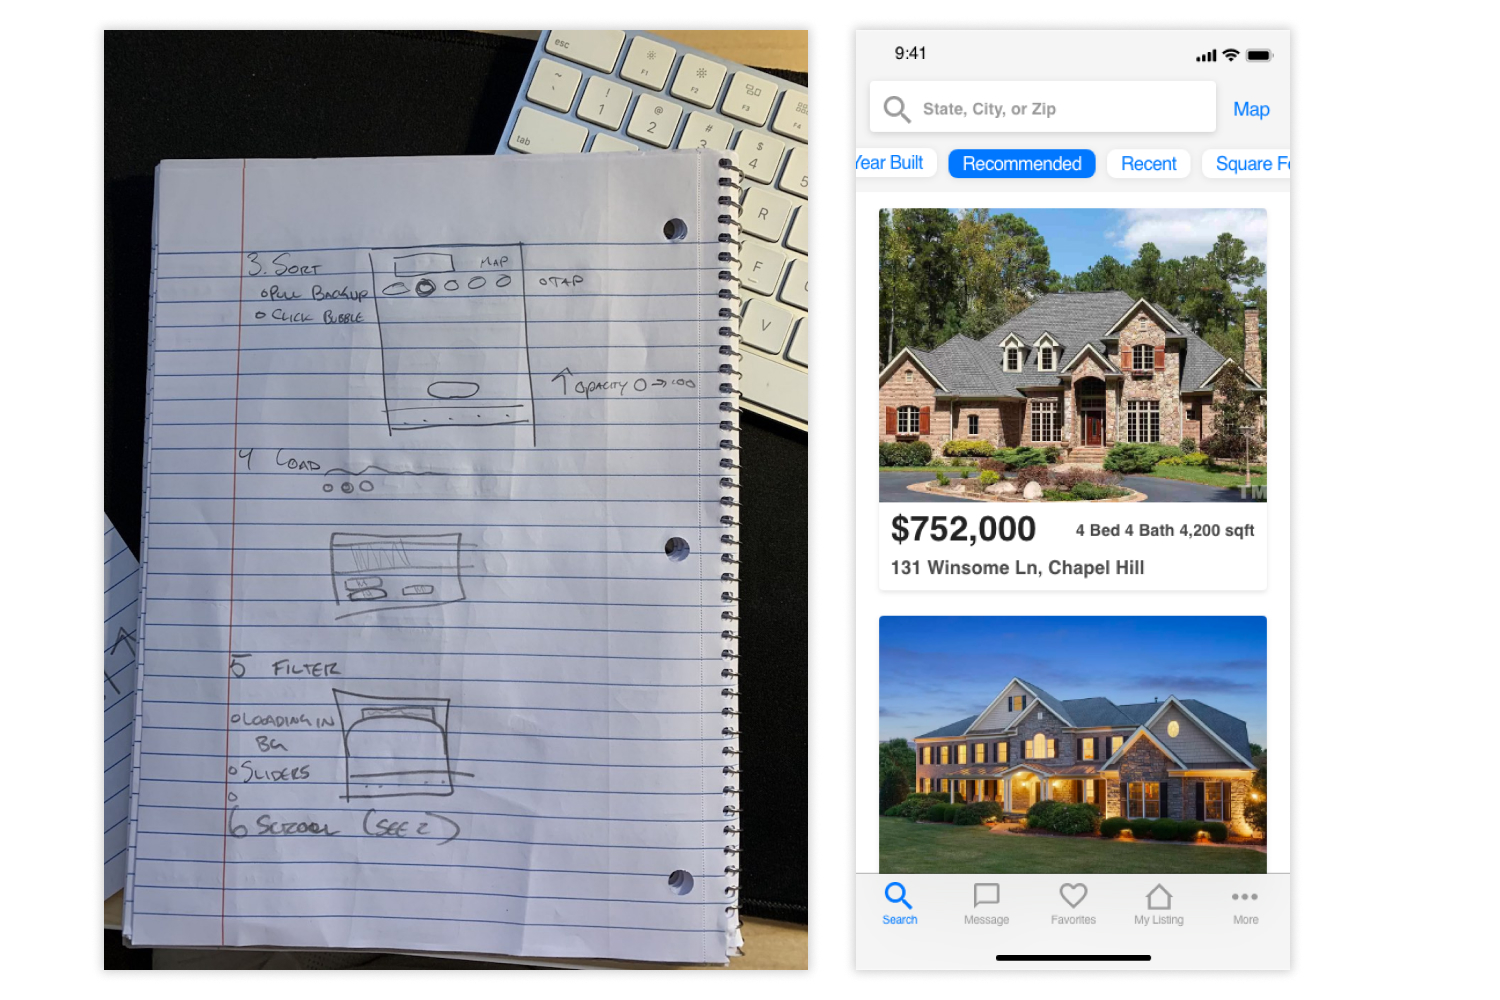 esc
F1
F2
F3
F4
~
!
1
@
2
#
3
$
4
5
tab
R
F
V
3. SORT
MAP
o PULL BACKUP
o TAP
o CLICK BUBBLE
↑ OPACITY 0 → 100
4 LOAD
5 FILTER
o LOADING IN
BG
o SLIDERS
o
6 SCROOL (SEE 2)
A
9:41
State, City, or Zip
Map
Year Built
Recommended
Recent
Square Fe
TM
$752,000
4 Bed 4 Bath 4,200 sqft
131 Winsome Ln, Chapel Hill
Search
Message
Favorites
My Listing
More